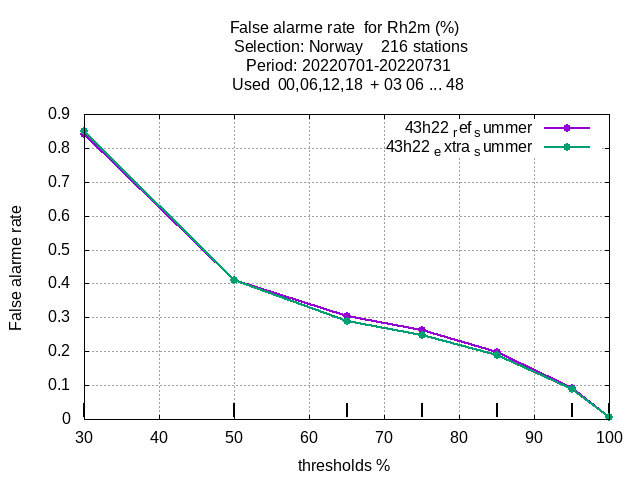 False alarme rate  for Rh2m (%)
Selection: Norway    216 stations
Period: 20220701-20220731
Used  00,06,12,18  + 03 06 ... 48
43h22 ref summer
43h22 extra summer
0.9
0.8
0.7
0.6
0.5
0.4
0.3
0.2
0.1
0
False alarme rate
30 40 50 60 70 80 90 100
thresholds %